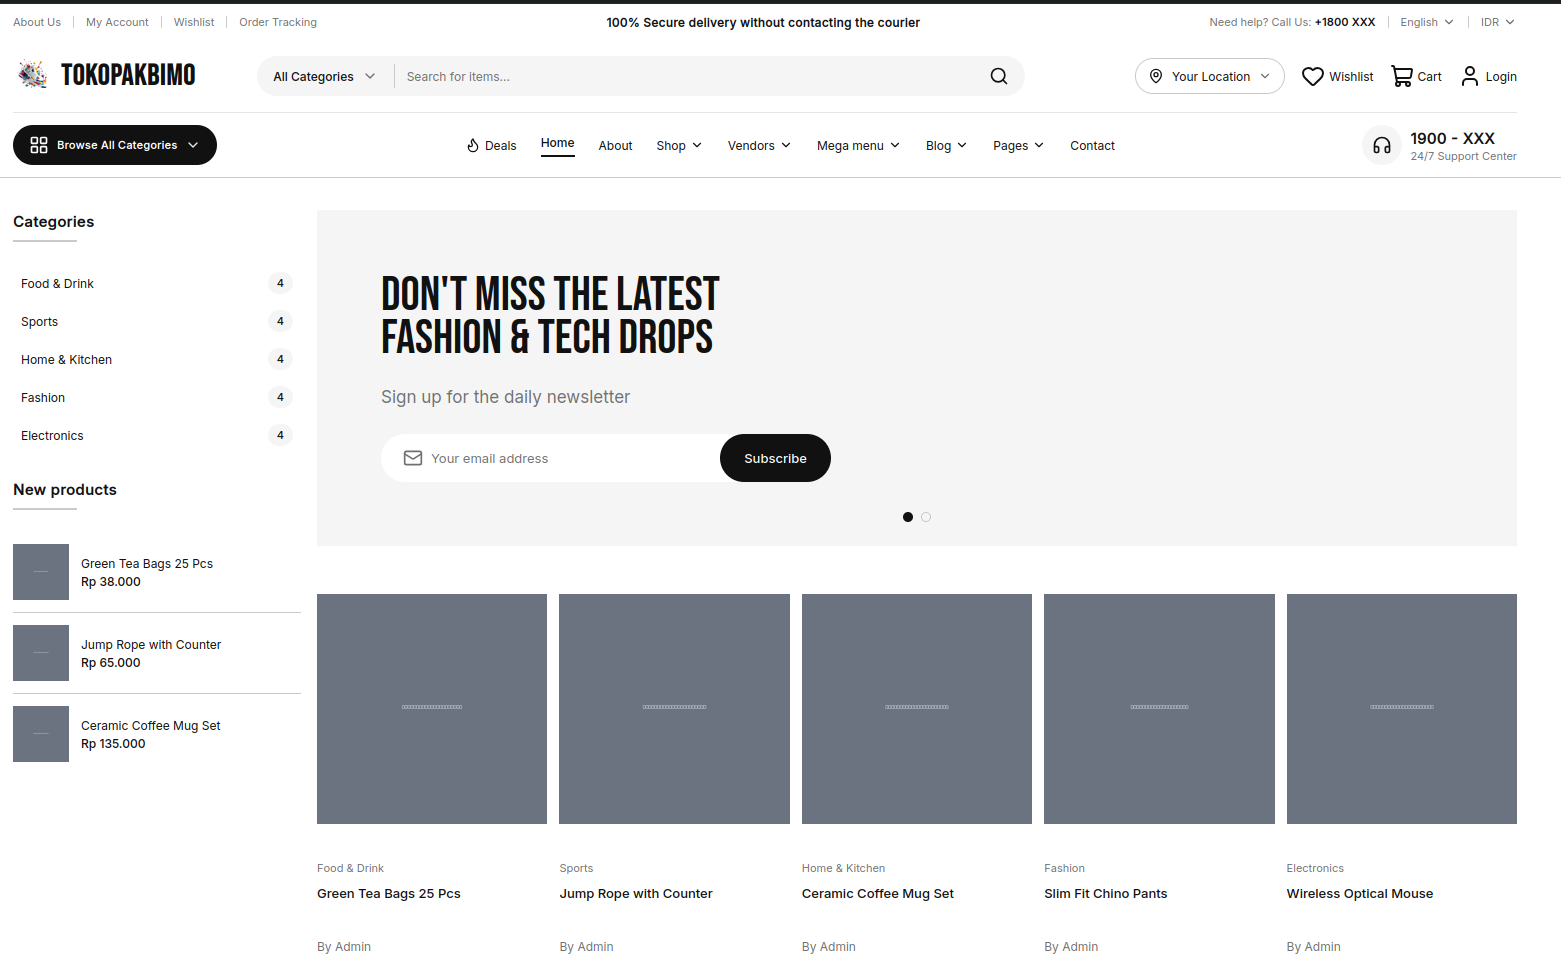 About Us
My Account
Wishlist
Order Tracking
100% Secure delivery without contacting the courier
Need help? Call Us: +1800 XXX
English
IDR
TOKOPAKBIMO
All Categories
Search for items...
Your Location
Wishlist
Cart
Login
Browse All Categories
Deals
Home
About
Shop
Vendors
Mega menu
Blog
Pages
Contact
1900 - XXX
24/7 Support Center
Categories
Food & Drink 4
Sports 4
Home & Kitchen 4
Fashion 4
Electronics 4
New products
Green Tea Bags 25 Pcs
Rp 38.000
Jump Rope with Counter
Rp 65.000
Ceramic Coffee Mug Set
Rp 135.000
DON'T MISS THE LATEST
FASHION & TECH DROPS
Sign up for the daily newsletter
Your email address
Subscribe
Food & Drink
Green Tea Bags 25 Pcs
By Admin
Sports
Jump Rope with Counter
By Admin
Home & Kitchen
Ceramic Coffee Mug Set
By Admin
Fashion
Slim Fit Chino Pants
By Admin
Electronics
Wireless Optical Mouse
By Admin